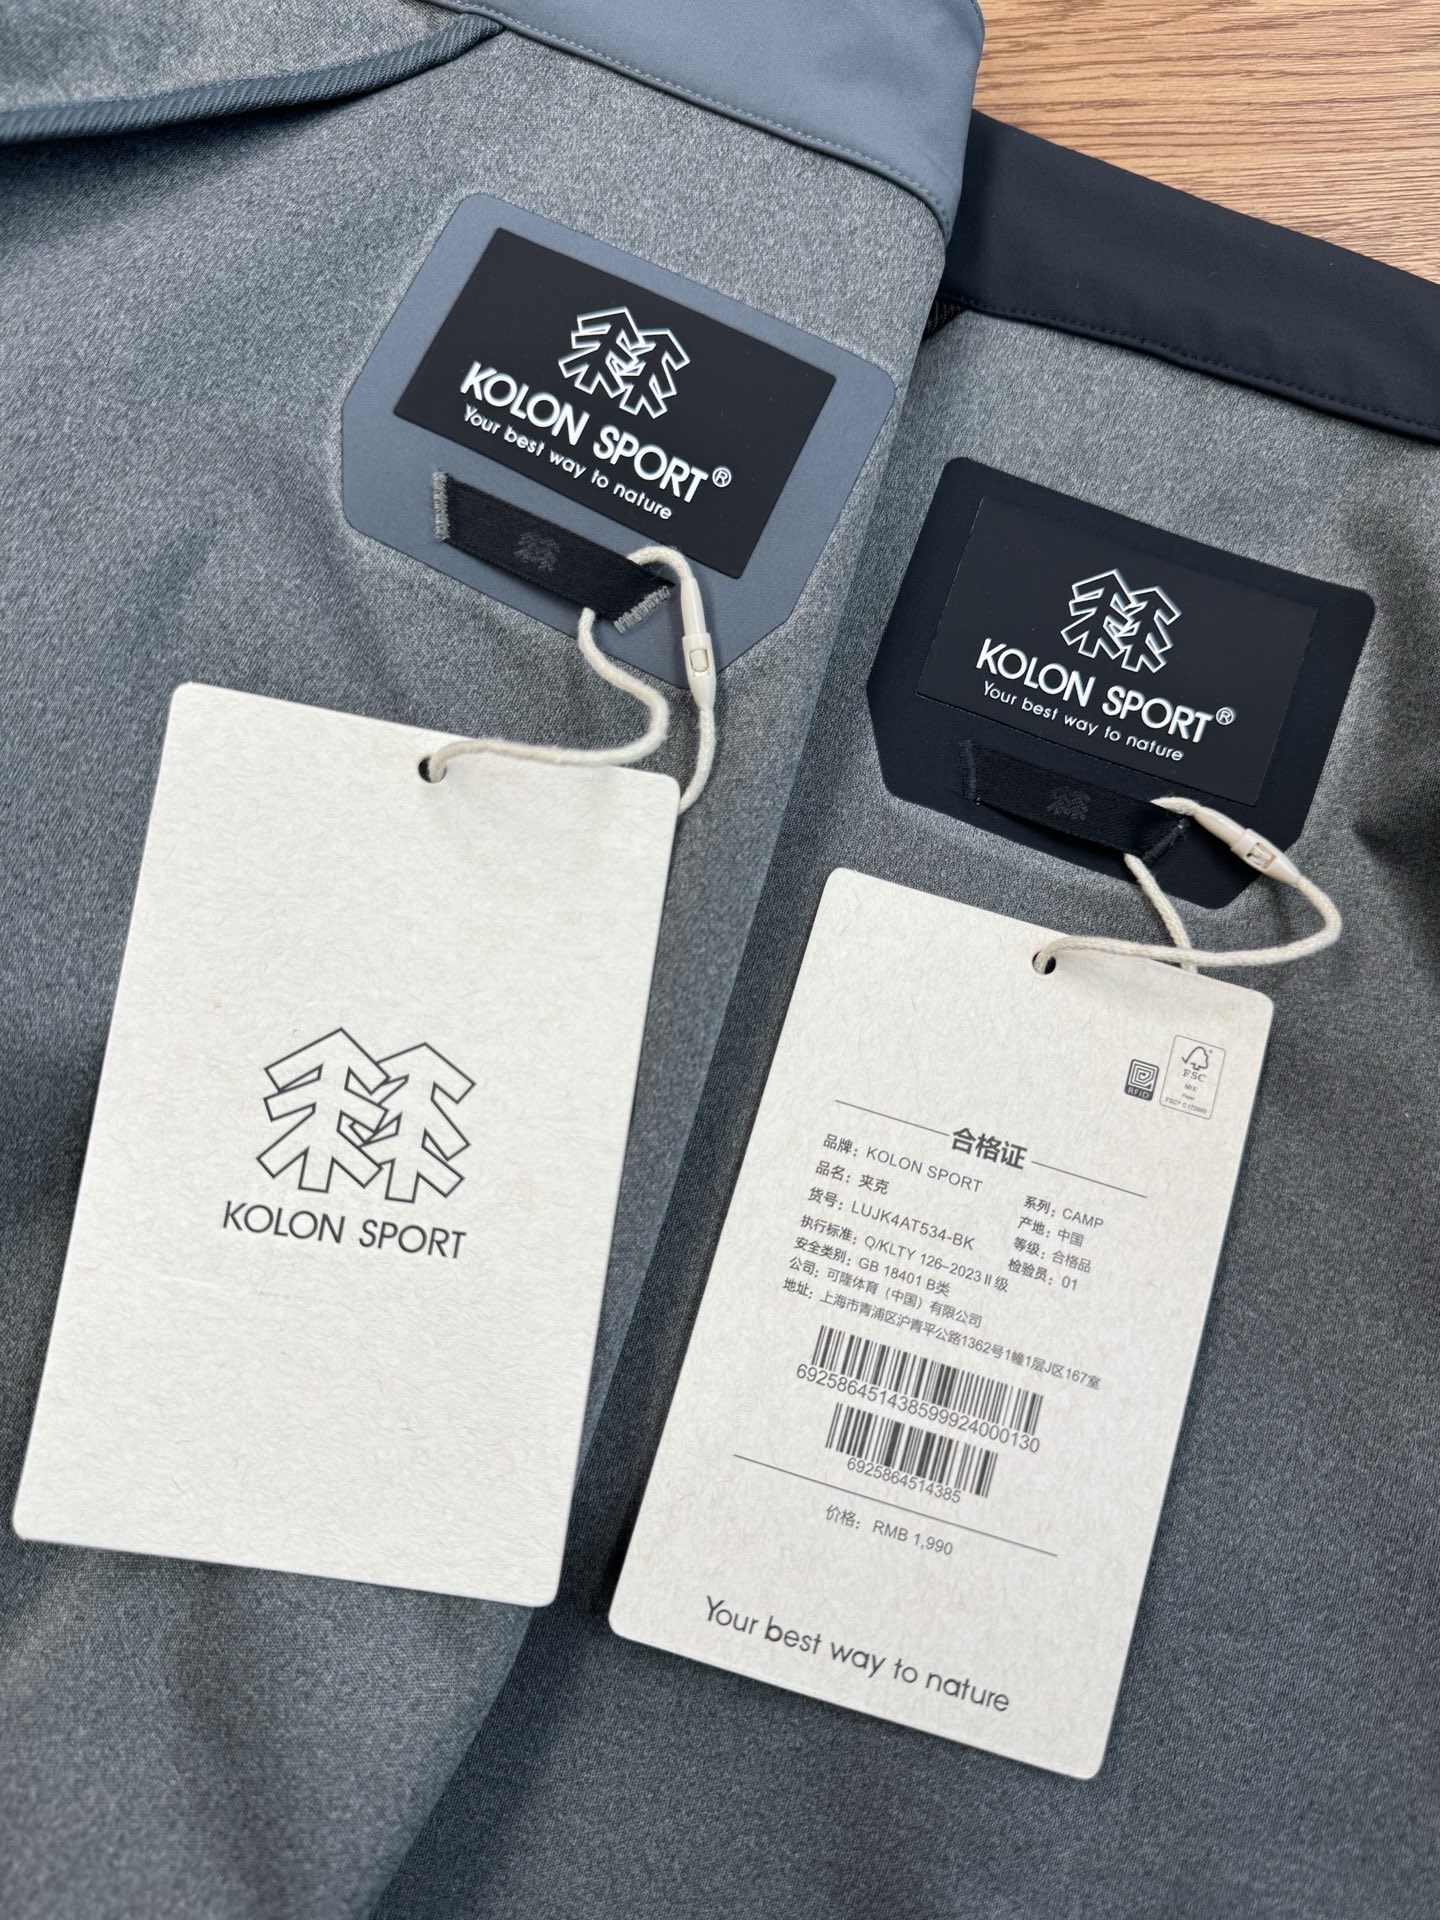 KOLON SPORT®
Your best way to nature
KOLON SPORT®
Your best way to nature
KOLON SPORT
RFID
FSC
MIX
Paper
FSC® C172800
合格证
品牌：KOLON SPORT
品名：夹克
货号：LUJK4AT534-BK
执行标准：Q/KLTY 126-2023 II 级
安全类别：GB 18401 B类
公司：可隆体育（中国）有限公司
地址：上海市青浦区沪青平公路1362号1幢1层J区167室
系列：CAMP
产地：中国
等级：合格品
检验员：01
692586451438599924000130
6925864514385
价格：RMB 1,990
Your best way to nature